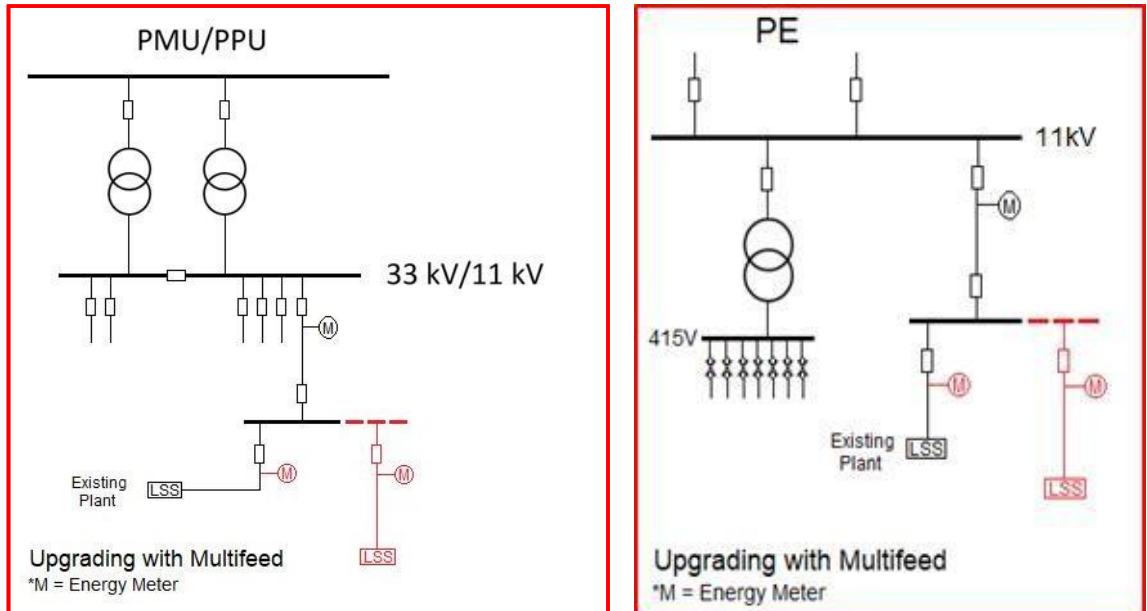 PMU/PPU
33 kV/11 kV
M
M
M
Existing
Plant
LSS
LSS
Upgrading with Multifeed
*M = Energy Meter
PE
11kV
M
415V
M
M
Existing
Plant
LSS
LSS
Upgrading with Multifeed
*M = Energy Meter